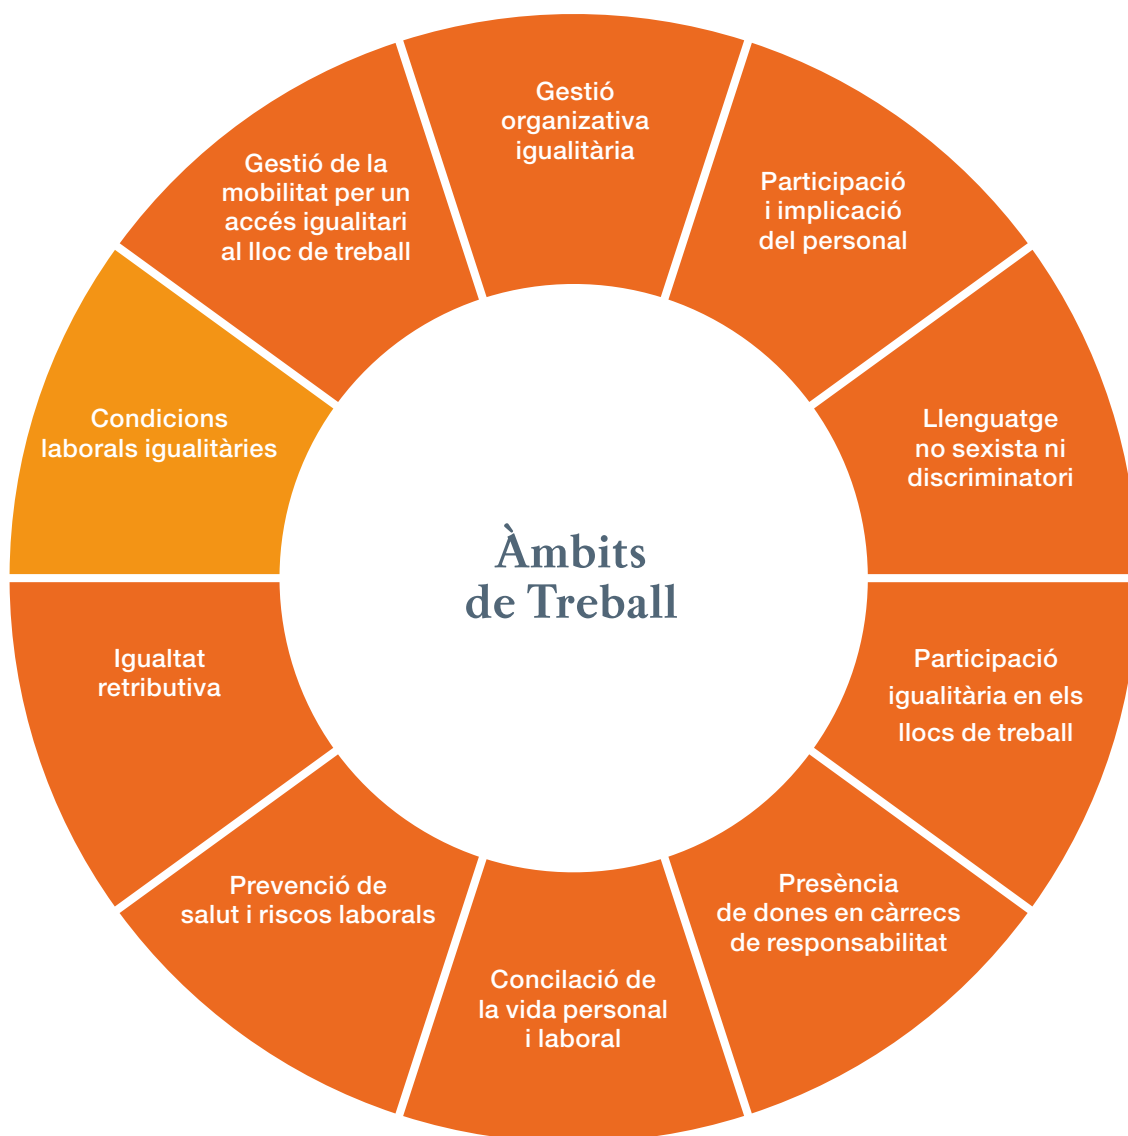 Gestió
organizativa
igualitària
Participació
i implicació
del personal
Llenguatge
no sexista ni
discriminatori
Participació
igualitària en els
llocs de treball
Presència
de dones en càrrecs
de responsabilitat
Concilació de
la vida personal
i laboral
Prevenció de
salut i riscos laborals
Igualtat
retributiva
Condicions
laborals igualitàries
Gestió de la
mobilitat per un
accés igualitari
al lloc de treball
Àmbits
de Treball